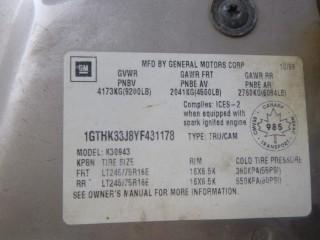 GM
MFD BY GENERAL MOTORS CORP 10/99
GVWR GAWR FRT GAWR RR
PNBV PNBE AV PNBE AR
4173KG(9200LB) 2041KG(4500LB) 2760KG(6084LB)
Complies: ICES-2
when equipped with
spark ignited engine
CANADA
985
TRANSPORT
1GTHK33J8YF431178 TYPE: TRU/CAM
MODEL: K30943
KPBN TIRE SIZE RIM COLD TIRE PRESSURE
FRT LT245/75R16E 16X6.5K 380KPA(55PSI)
RR LT245/75R16E 16X6.5K 550KPA(80PSI)
SEE OWNER'S MANUAL FOR MORE INFORMATION.